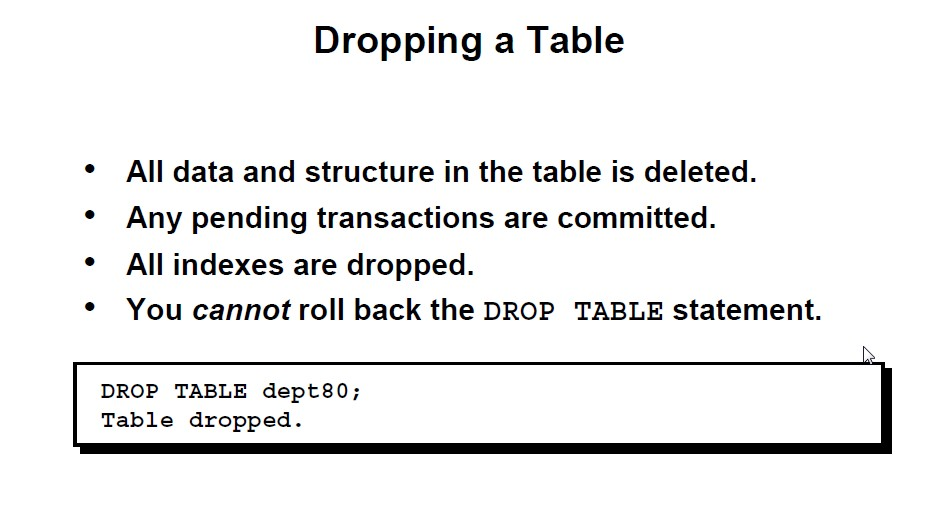 Dropping a Table
• All data and structure in the table is deleted.
• Any pending transactions are committed.
• All indexes are dropped.
• You cannot roll back the DROP TABLE statement.
DROP TABLE dept80;
Table dropped.